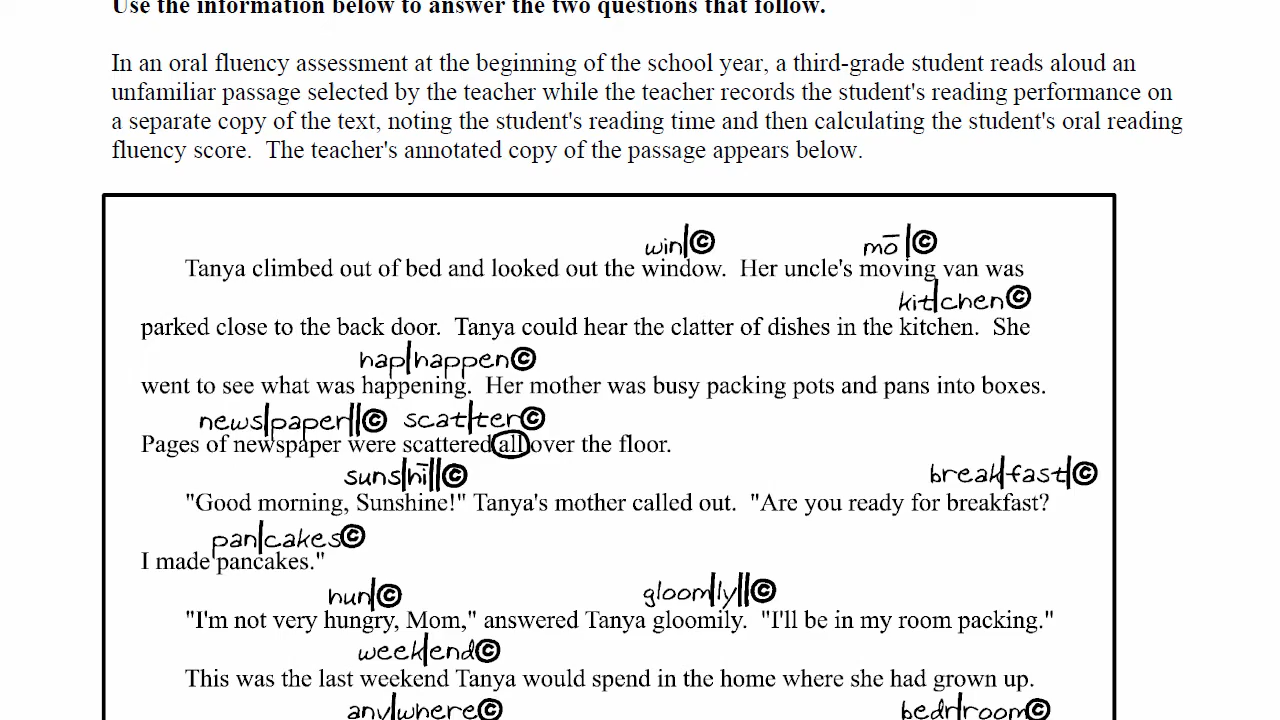 Use the information below to answer the two questions that follow.
In an oral fluency assessment at the beginning of the school year, a third-grade student reads aloud an
unfamiliar passage selected by the teacher while the teacher records the student's reading performance on
a separate copy of the text, noting the student's reading time and then calculating the student's oral reading
fluency score.  The teacher's annotated copy of the passage appears below.
win|© mō|©
Tanya climbed out of bed and looked out the window.  Her uncle's moving van was
kit|chen©
parked close to the back door.  Tanya could hear the clatter of dishes in the kitchen.  She
hap|happen©
went to see what was happening.  Her mother was busy packing pots and pans into boxes.
news|paper||© scat|ter©
Pages of newspaper were scattered all over the floor.
suns|hī||© break|fast|©
"Good morning, Sunshine!" Tanya's mother called out.  "Are you ready for breakfast?
pan|cakes©
I made pancakes."
hun|© gloom|ly||©
"I'm not very hungry, Mom," answered Tanya gloomily.  "I'll be in my room packing."
week|end©
This was the last weekend Tanya would spend in the home where she had grown up.
any|where© bedr|room©